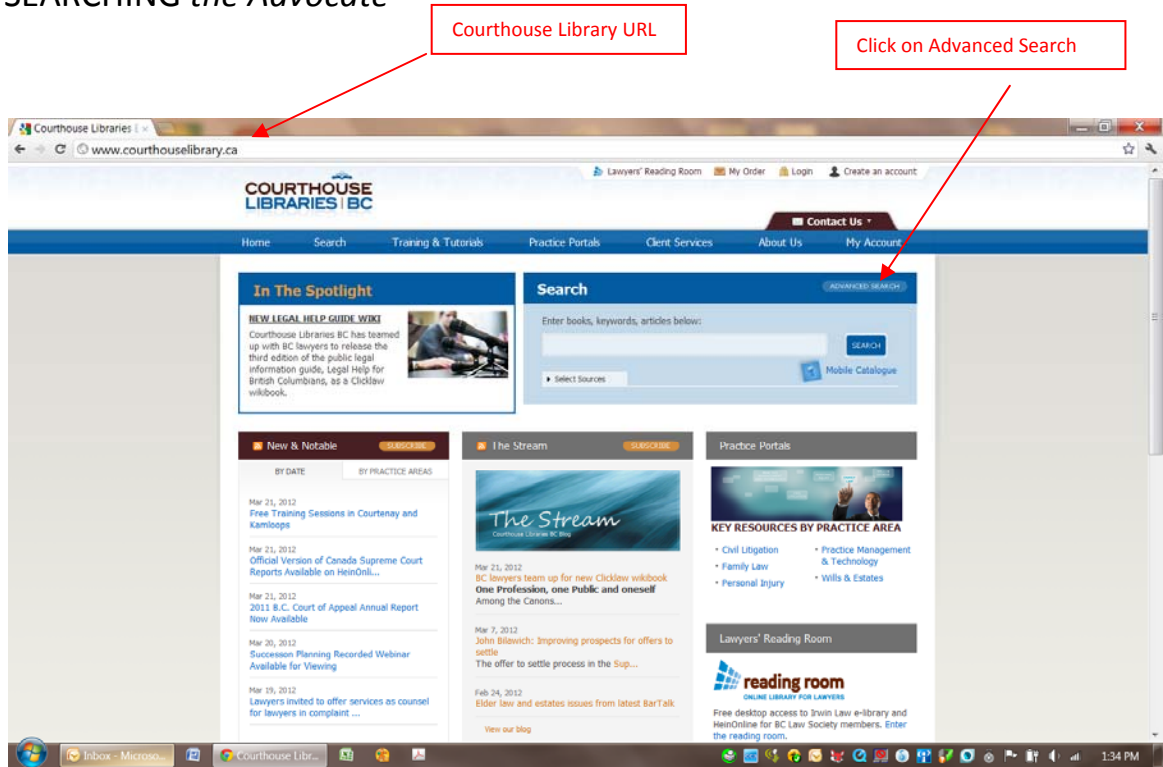 SEARCHING the Advocate
Courthouse Library URL
Click on Advanced Search
Courthouse Libraries
www.courthouselibrary.ca
Lawyers' Reading Room My Order Login Create an account
COURTHOUSE
LIBRARIES BC
Contact Us
Home Search Training & Tutorials Practice Portals Client Services About Us My Account
In The Spotlight
NEW LEGAL HELP GUIDE WIKI
Courthouse Libraries BC has teamed
up with BC lawyers to release the
third edition of the public legal
information guide, Legal Help for
British Columbians, as a Clicklaw
wikibook.
Search
ADVANCED SEARCH
Enter books, keywords, articles below:
SEARCH
Select Sources
Mobile Catalogue
New & Notable SUBSCRIBE
BY DATE BY PRACTICE AREAS
Mar 21, 2012
Free Training Sessions in Courtenay and
Kamloops
Mar 21, 2012
Official Version of Canada Supreme Court
Reports Available on HeinOnli...
Mar 21, 2012
2011 B.C. Court of Appeal Annual Report
Now Available
Mar 20, 2012
Successon Planning Recorded Webinar
Available for Viewing
Mar 19, 2012
Lawyers invited to offer services as counsel
for lawyers in complaint ...
The Stream SUBSCRIBE
The Stream
Courthouse Libraries BC Blog
Mar 21, 2012
BC lawyers team up for new Clicklaw wikibook
One Profession, one Public and oneself
Among the Canons...
Mar 7, 2012
John Bilawich: Improving prospects for offers to
settle
The offer to settle process in the Sup...
Feb 24, 2012
Elder law and estates issues from latest BarTalk
View our blog
Practice Portals
KEY RESOURCES BY PRACTICE AREA
• Civil Litigation
• Family Law
• Personal Injury
• Practice Management
& Technology
• Wills & Estates
Lawyers' Reading Room
reading room
ONLINE LIBRARY FOR LAWYERS
Free desktop access to Irwin Law e-library and
HeinOnline for BC Law Society members. Enter
the reading room.
Inbox - Microso... Courthouse Libr... 1:34 PM